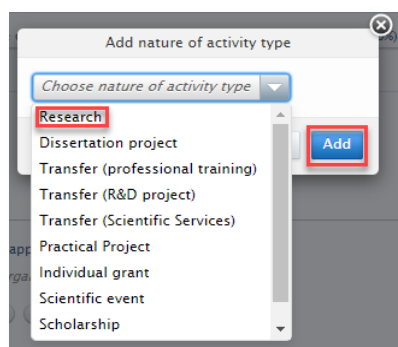 Add nature of activity type
%)
Choose nature of activity type
Research
Dissertation project
Transfer (professional training)
Add
Transfer (R&D project)
Transfer (Scientific Services)
Practical Project
Individual grant
Scientific event
Scholarship